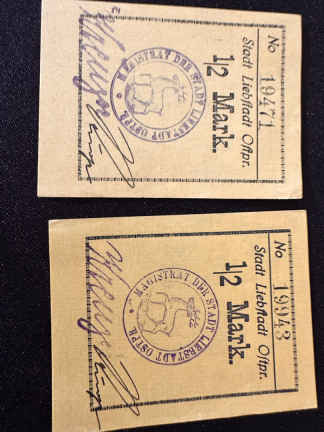 No 19471
Stadt Liebstadt Ostpr.
1/2 Mark.
MAGISTRAT DER STADT LIEBSTADT OSTPR.
No 19943
Stadt Liebstadt Ostpr.
1/2 Mark.
MAGISTRAT DER STADT LIEBSTADT OSTPR.